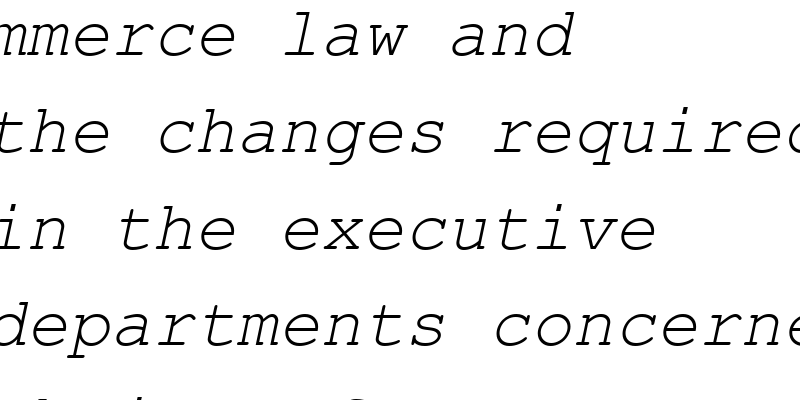 mmerce law and
the changes required
in the executive
departments concerne